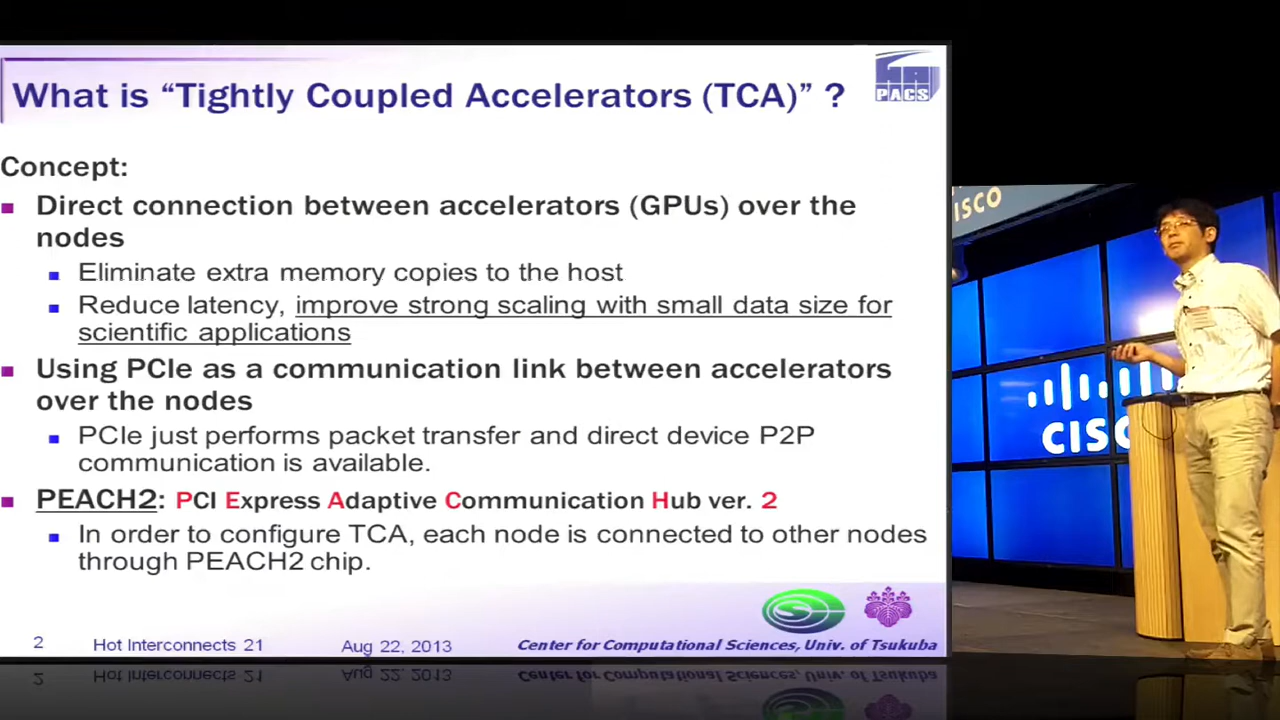 What is “Tightly Coupled Accelerators (TCA)” ?
PACS
Concept:
Direct connection between accelerators (GPUs) over the
nodes
Eliminate extra memory copies to the host
Reduce latency, improve strong scaling with small data size for
scientific applications
Using PCIe as a communication link between accelerators
over the nodes
PCIe just performs packet transfer and direct device P2P
communication is available.
PEACH2: PCI Express Adaptive Communication Hub ver. 2
In order to configure TCA, each node is connected to other nodes
through PEACH2 chip.
2 Hot Interconnects 21 Aug 22, 2013 Center for Computational Sciences, Univ. of Tsukuba
ISCO
CISC